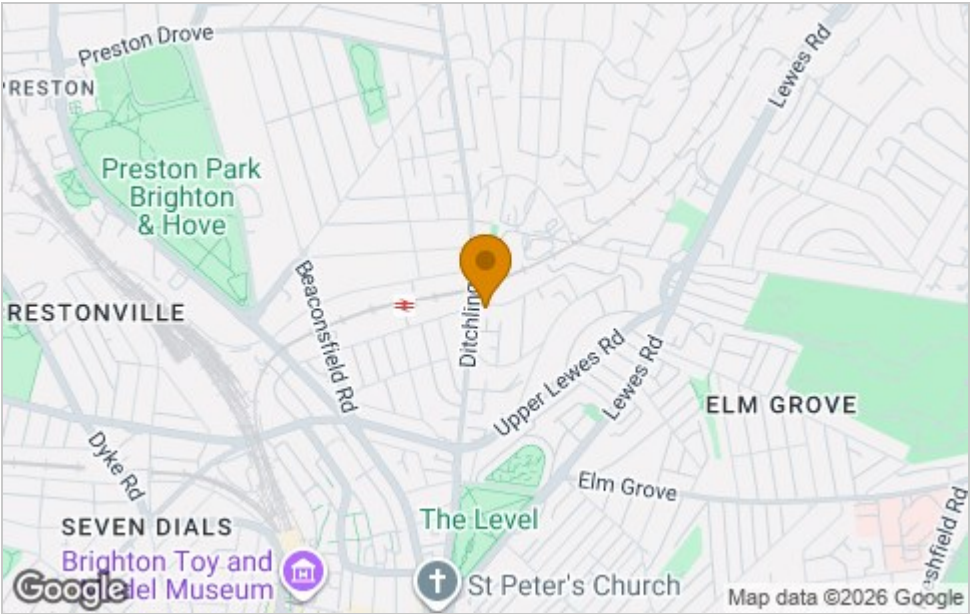 Preston Drove
Lewes Rd
PRESTON
Preston Park
Brighton
& Hove
Beaconsfield Rd
RESTONVILLE
Ditchling
Upper Lewes Rd
Lewes Rd
ELM GROVE
Dyke Rd
Elm Grove
SEVEN DIALS
The Level
Brighton Toy and
del Museum
St Peter's Church
eshfield Rd
Google
Map data ©2026 Google